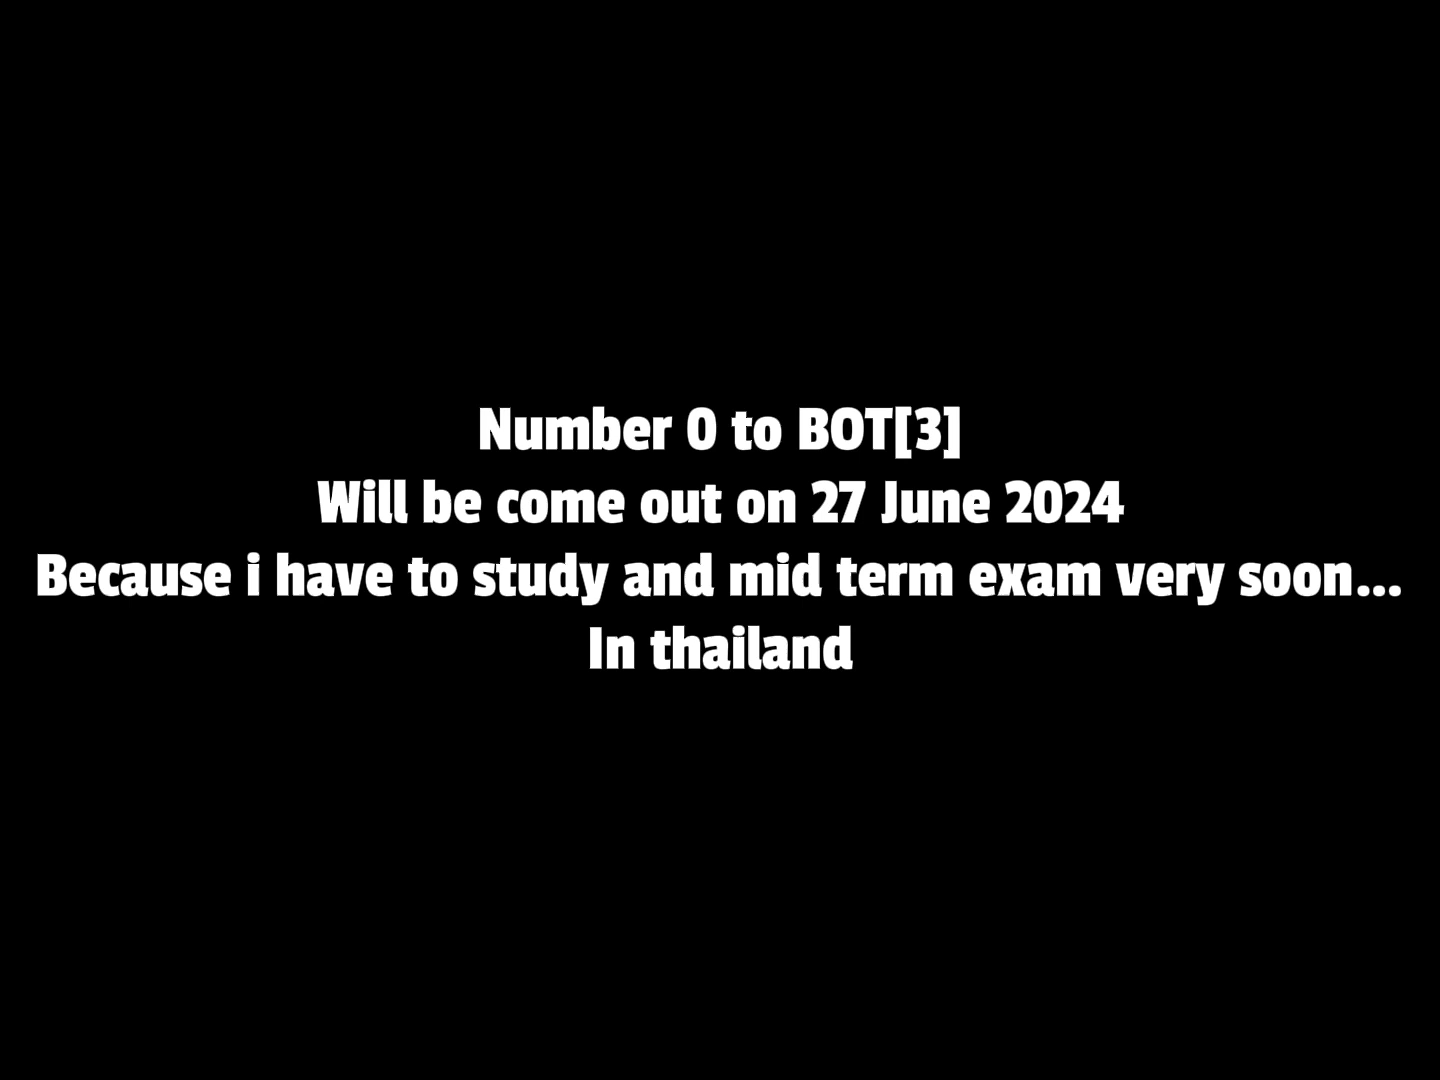 Number 0 to BOT[3]
Will be come out on 27 June 2024
Because i have to study and mid term exam very soon...
In thailand